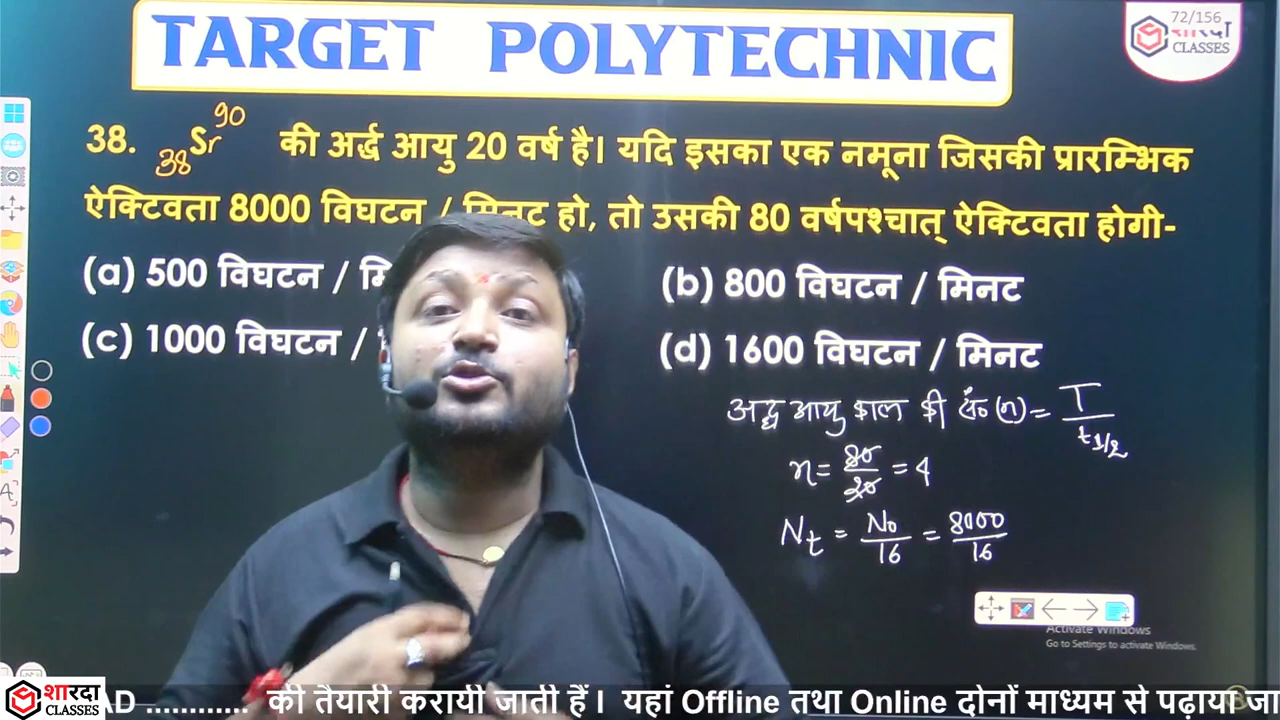 TARGET POLYTECHNIC
72/156
शारदा
CLASSES
38. ₃₈Sr⁹⁰ की अर्द्ध आयु 20 वर्ष है। यदि इसका एक नमूना जिसकी प्रारम्भिक
ऐक्टिवता 8000 विघटन / मिनट हो, तो उसकी 80 वर्षपश्चात् ऐक्टिवता होगी-
(a) 500 विघटन / मि
(b) 800 विघटन / मिनट
(c) 1000 विघटन /
(d) 1600 विघटन / मिनट
अर्द्ध आयु काल की सं० (n) = T / t1/2
n = 80/20 = 4
Nt = No/16 = 8000/16
Activate Windows
Go to Settings to activate Windows.
शारदा
CLASSES
AD ............ की तैयारी करायी जाती हैं । यहां Offline तथा Online दोनों माध्यम से पढ़ाया जा